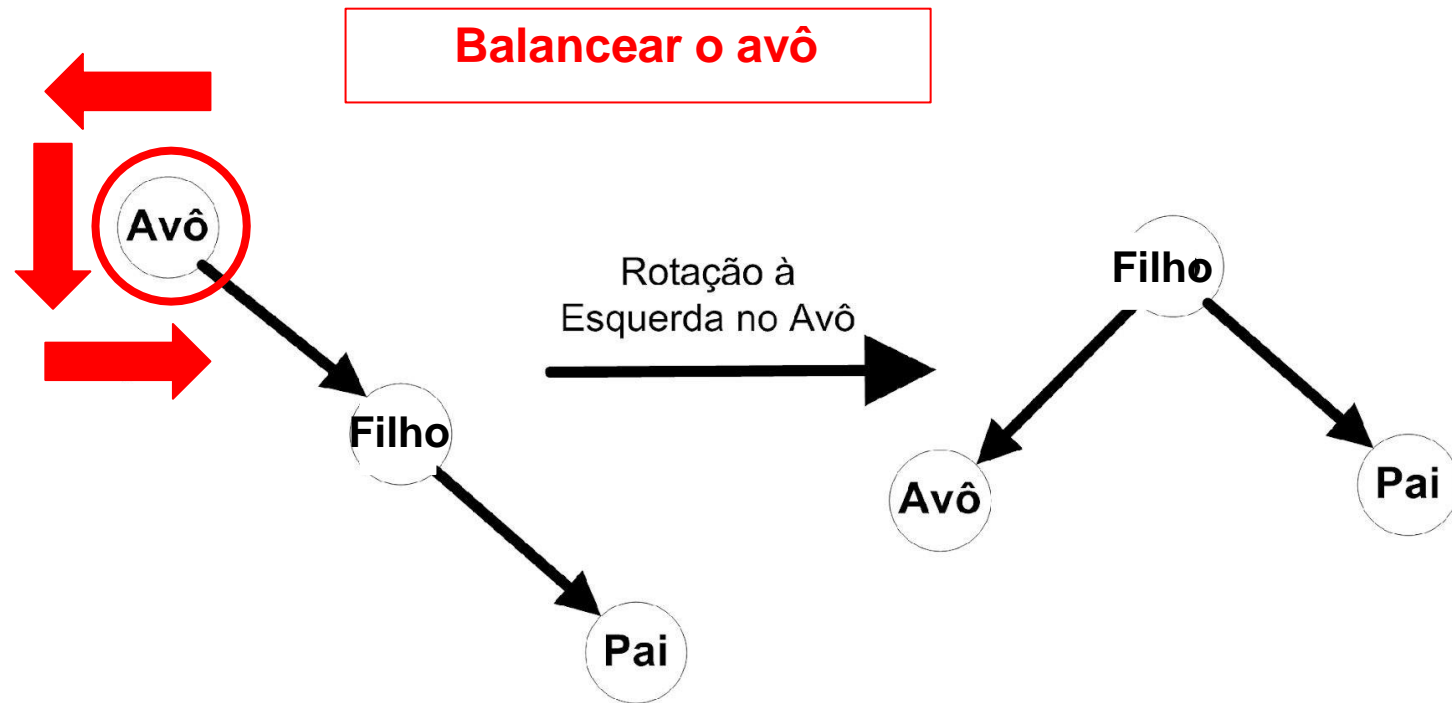 Balancear o avô
Avô
Filho
Pai
Rotação à
Esquerda no Avô
Filho
Avô
Pai